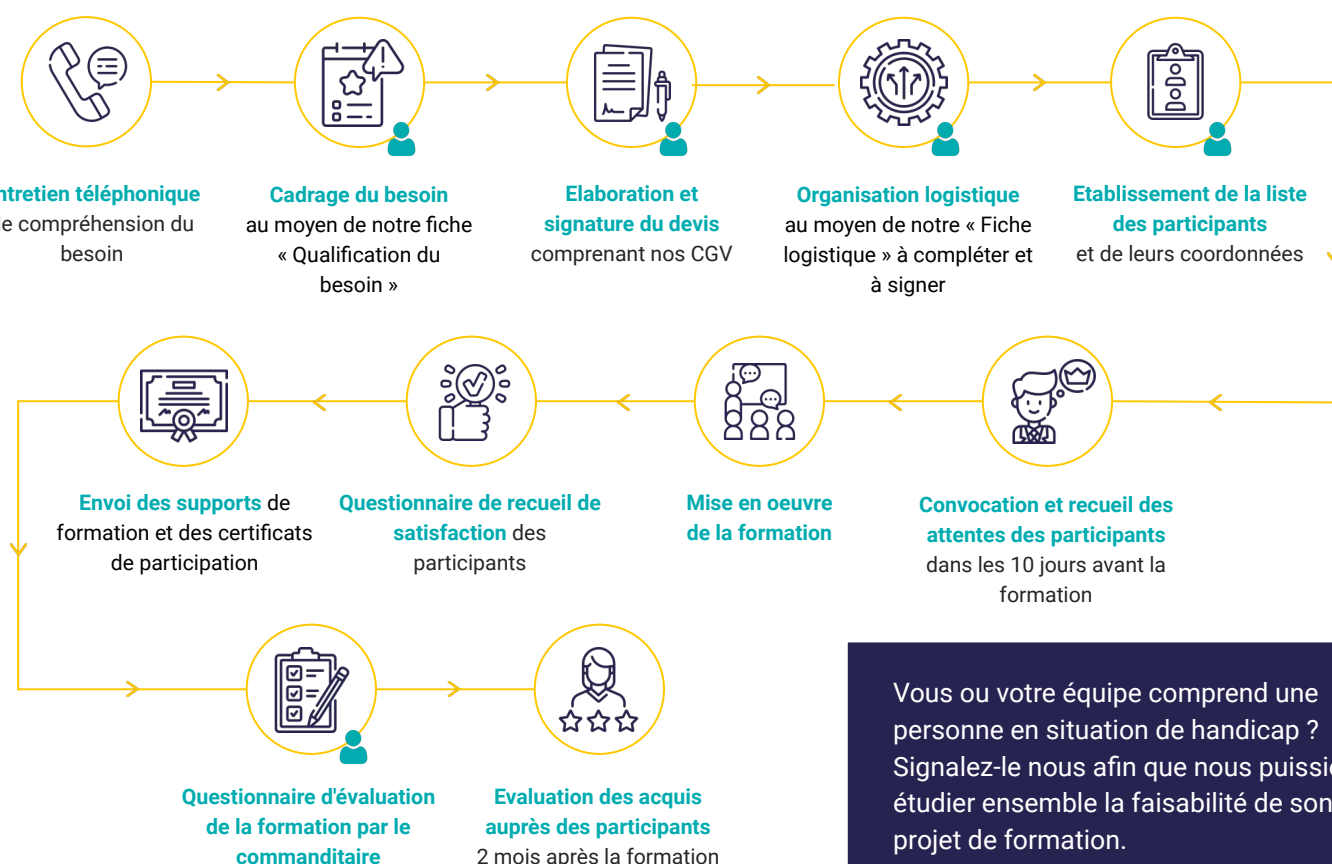 ntretien téléphonique
e compréhension du
besoin
Cadrage du besoin
au moyen de notre fiche
« Qualification du
besoin »
Elaboration et
signature du devis
comprenant nos CGV
Organisation logistique
au moyen de notre « Fiche
logistique » à compléter et
à signer
Etablissement de la liste
des participants
et de leurs coordonnées
Envoi des supports de
formation et des certificats
de participation
Questionnaire de recueil de
satisfaction des
participants
Mise en oeuvre
de la formation
Convocation et recueil des
attentes des participants
dans les 10 jours avant la
formation
Questionnaire d'évaluation
de la formation par le
commanditaire
Evaluation des acquis
auprès des participants
2 mois après la formation
Vous ou votre équipe comprend une
personne en situation de handicap ?
Signalez-le nous afin que nous puissi
étudier ensemble la faisabilité de son
projet de formation.